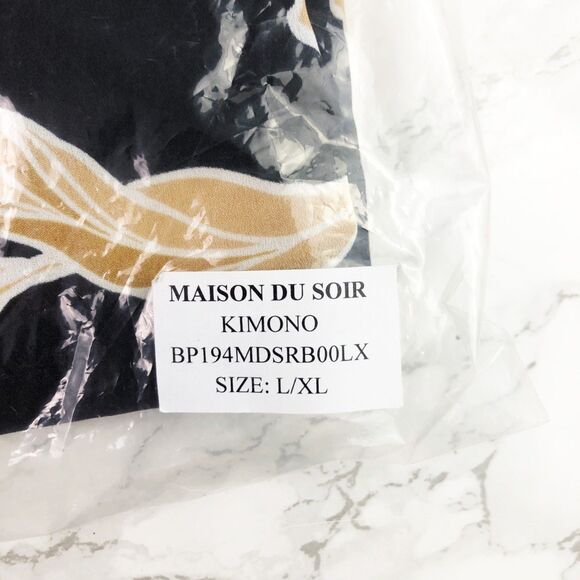 MAISON DU SOIR
KIMONO
BP194MDSRB00LX
SIZE: L/XL